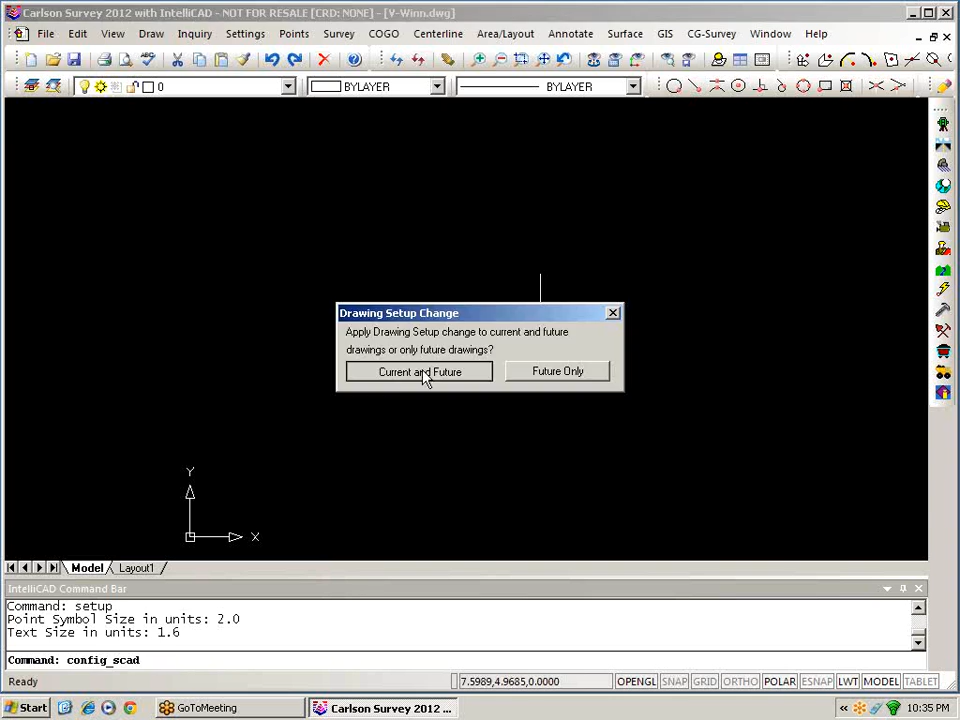 Carlson Survey 2012 with IntelliCAD - NOT FOR RESALE [CRD: NONE] - [V-Winn.dwg]
File Edit View Draw Inquiry Settings Points Survey COGO Centerline Area/Layout Annotate Surface GIS CG-Survey Window Help
0 BYLAYER BYLAYER
Drawing Setup Change
Apply Drawing Setup change to current and future
drawings or only future drawings?
Current and Future Future Only
Y
X
Model Layout1
IntelliCAD Command Bar
Command: setup
Point Symbol Size in units: 2.0
Text Size in units: 1.6
Command: config_scad
Ready 7.5989,4.9685,0.0000 OPENGL SNAP GRID ORTHO POLAR ESNAP LWT MODEL TABLET
Start GoToMeeting Carlson Survey 2012 ... « 10:35 PM